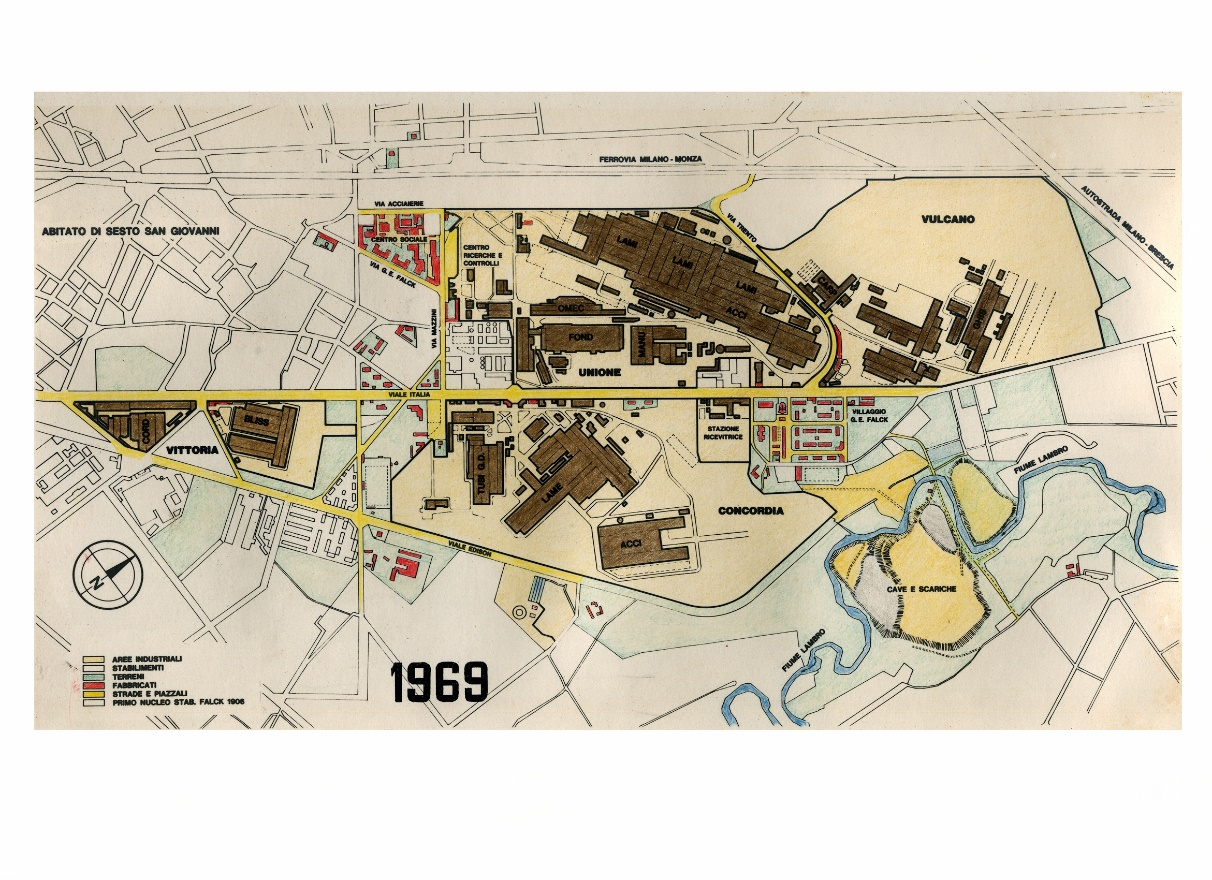 FERROVIA MILANO - MONZA
AUTOSTRADA MILANO - BRESCIA
VIA ACCIAIERIE
VIA TRENTO
VULCANO
ABITATO DI SESTO SAN GIOVANNI
CENTRO SOCIALE
CENTRO
RICERCHE E
CONTROLLI
LAMI
LAMI
LAMI
VIA G. E. FALCK
VIA MAZZINI
OMEC
ACCI
FOND
UNIONE
VIALE ITALIA
CORD
BLISS
VITTORIA
STAZIONE
RICEVITRICE
VILLAGGIO
G. E. FALCK
TUBI G.D.
LAME
CONCORDIA
ACCI
FIUME LAMBRO
VIALE EDISON
CAVE E SCARICHE
FIUME LAMBRO
N
AREE INDUSTRIALI
STABILIMENTI
TERRENI
FABBRICATI
STRADE E PIAZZALI
PRIMO NUCLEO STAB. FALCK 1906
1969